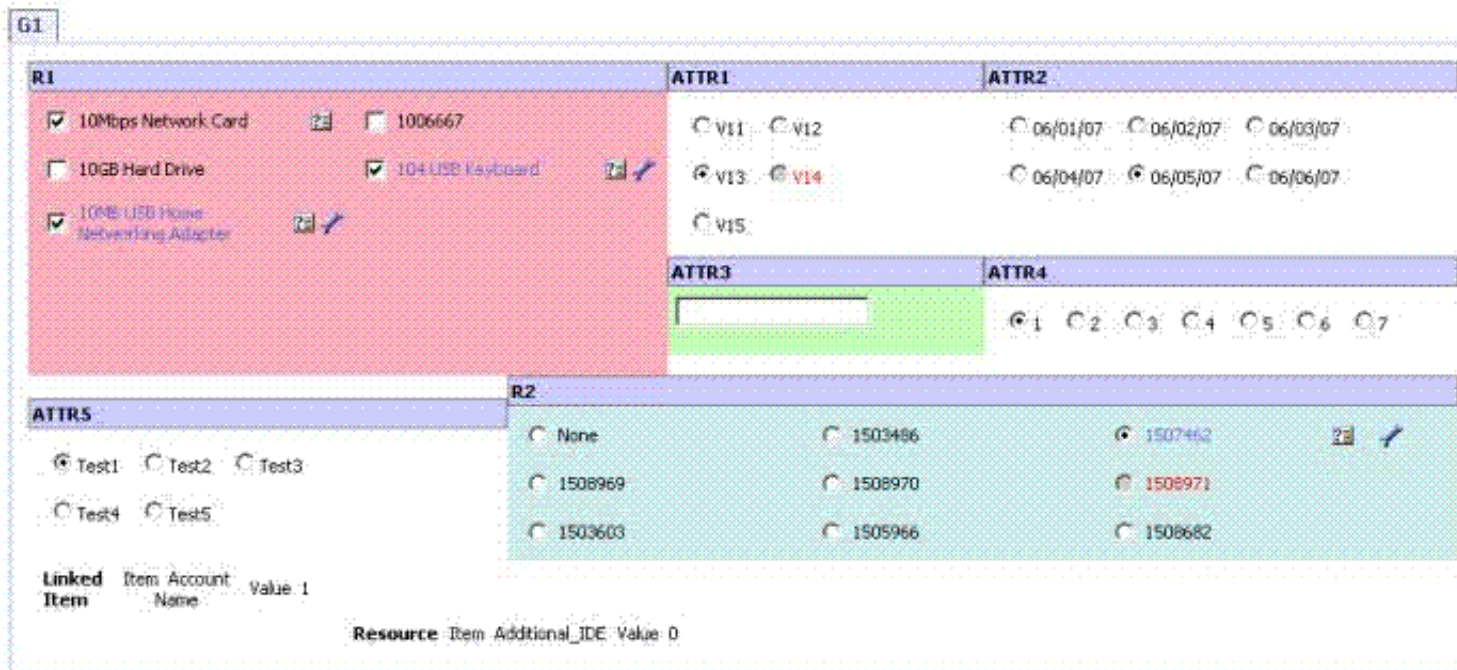 G1
R1 ATTR1 ATTR2
10Mbps Network Card 1006667
V11 V12
06/01/07 06/02/07 06/03/07
10GB Hard Drive 104 USB Keyboard
V13 V14
06/04/07 06/05/07 06/06/07
10MB USB Home
Networking Adapter
V15
ATTR3 ATTR4
1 2 3 4 5 6 7
R2
ATTR5
None 1503486 1507462
Test1 Test2 Test3
1508969 1508970 1508971
Test4 Test5
1503603 1505966 1508682
Linked Item Account Value 1
Item Name
Resource Item Additional_IDE Value 0